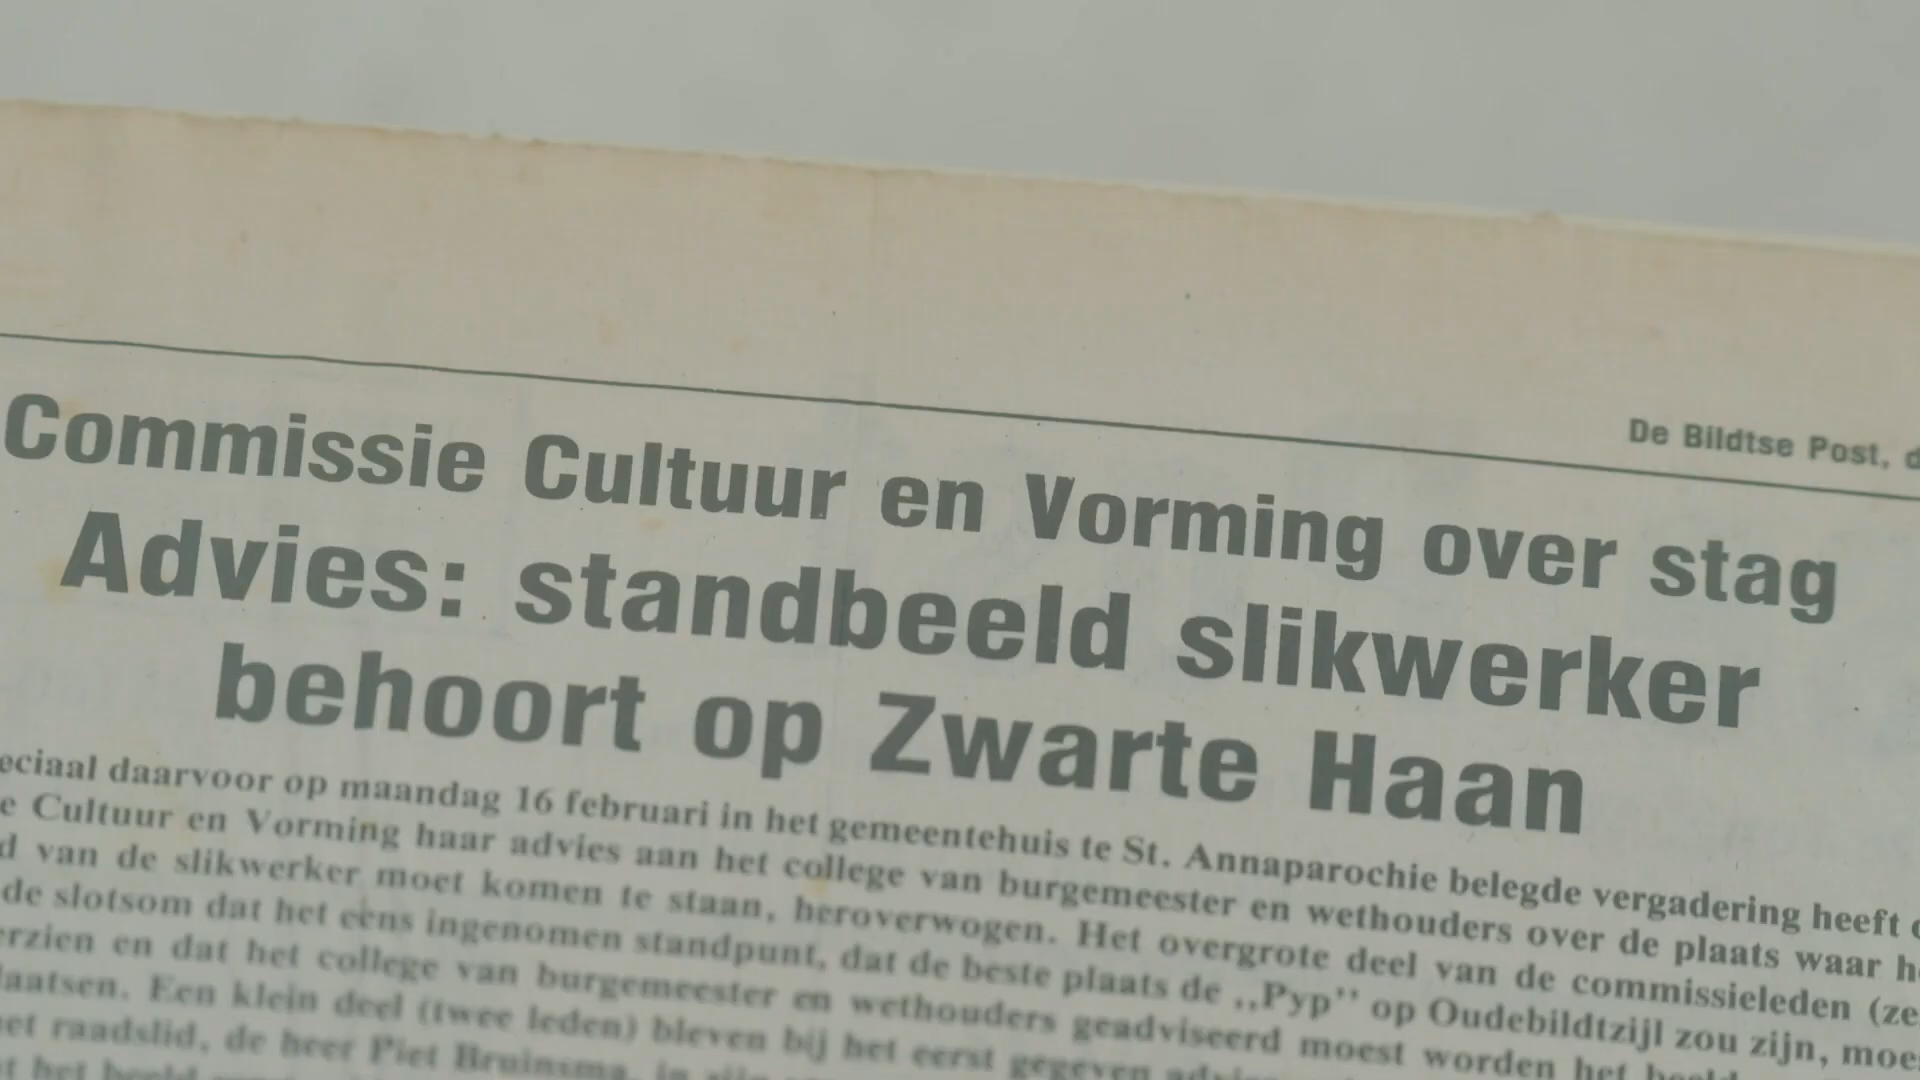 De Bildtse Post,
Commissie Cultuur en Vorming over stag
Advies: standbeeld slikwerker
behoort op Zwarte Haan
eciaal daarvoor op maandag 16 februari in het gemeentehuis te St. Annaparochie belegde vergadering heeft
e Cultuur en Vorming haar advies aan het college van burgemeester en wethouders over de plaats waar
d van de slikwerker moet komen te staan, heroverwogen. Het overgrote deel van de commissieleden (ze
de slotsom dat het eens ingenomen standpunt, dat de beste plaats de ,,Pyp'' op Oudebildtzijl zou zijn, moes
erzien en dat het college van burgemeester en wethouders geadviseerd moest worden het
laatsen. Een klein deel (twee leden) bleven bij het eerst gegeven
et raadslid, de heer Piet Bruinsma, in
t het beeld